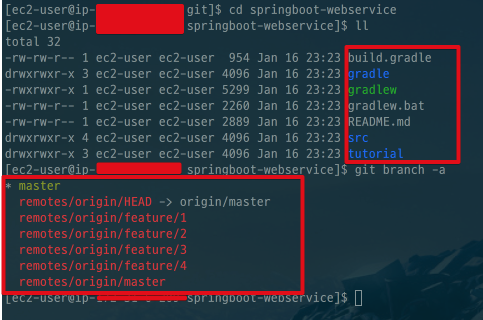 [ec2-user@ip- git]$ cd springboot-webservice
[ec2-user@ip- springboot-webservice]$ ll
total 32
-rw-rw-r-- 1 ec2-user ec2-user 954 Jan 16 23:23 build.gradle
drwxrwxr-x 3 ec2-user ec2-user 4096 Jan 16 23:23 gradle
-rwxrwxr-x 1 ec2-user ec2-user 5299 Jan 16 23:23 gradlew
-rw-rw-r-- 1 ec2-user ec2-user 2260 Jan 16 23:23 gradlew.bat
-rw-rw-r-- 1 ec2-user ec2-user 2889 Jan 16 23:23 README.md
drwxrwxr-x 4 ec2-user ec2-user 4096 Jan 16 23:23 src
drwxrwxr-x 3 ec2-user ec2-user 4096 Jan 16 23:23 tutorial
[ec2-user@ip- springboot-webservice]$ git branch -a
* master
remotes/origin/HEAD -> origin/master
remotes/origin/feature/1
remotes/origin/feature/2
remotes/origin/feature/3
remotes/origin/feature/4
remotes/origin/master
[ec2-user@ip- springboot-webservice]$